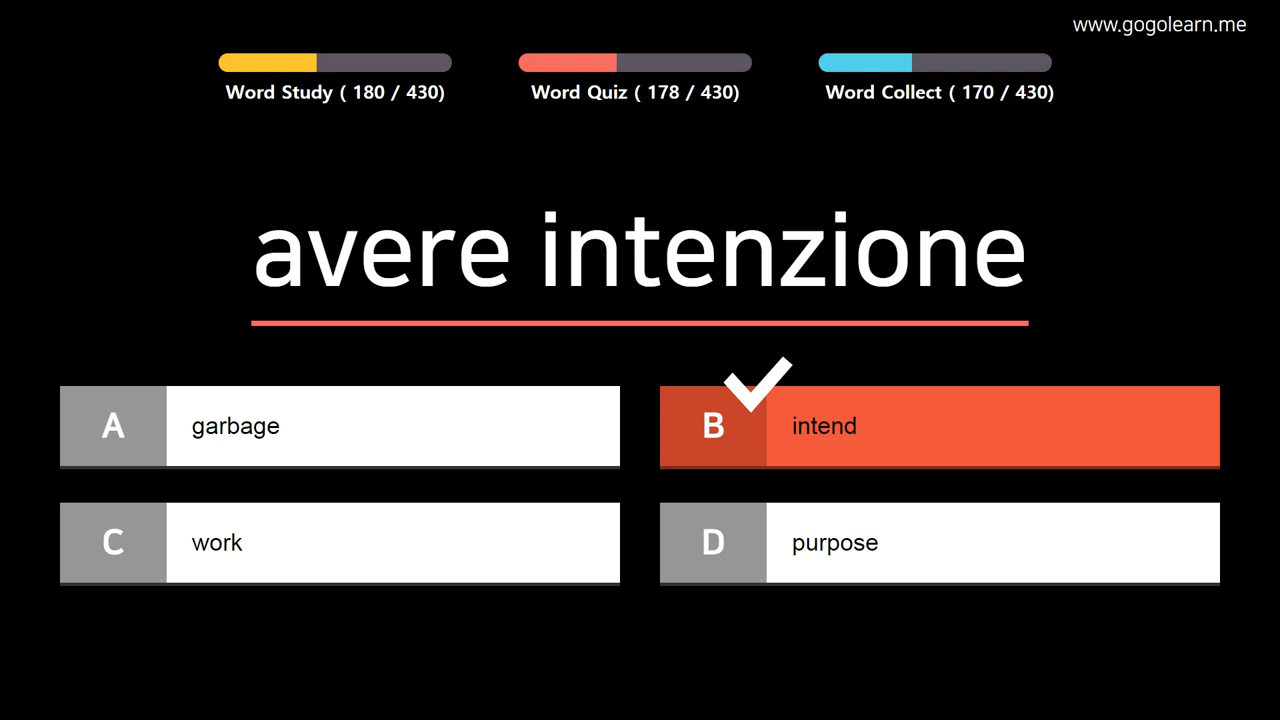 www.gogolearn.me
Word Study ( 180 / 430)
Word Quiz ( 178 / 430)
Word Collect ( 170 / 430)
avere intenzione
A
garbage
B
intend
C
work
D
purpose